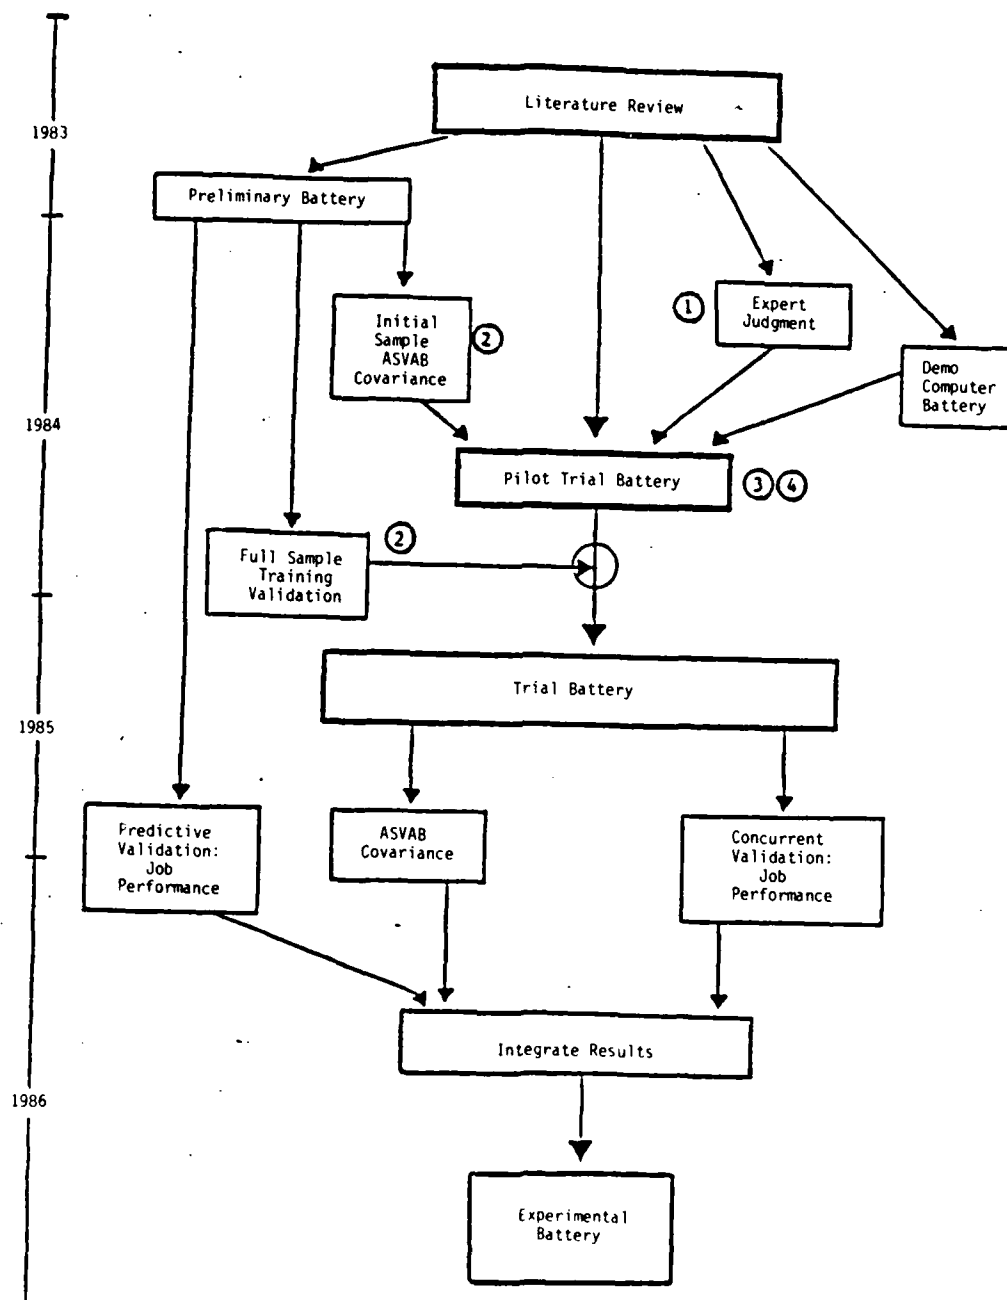 Literature Review
1983
Preliminary Battery
1
Expert
Judgment
Initial
Sample
ASVAB
Covariance
2
Demo
Computer
Battery
1984
Pilot Trial Battery
3
4
2
Full Sample
Training
Validation
Trial Battery
1985
Predictive
Validation:
Job
Performance
ASVAB
Covariance
Concurrent
Validation:
Job
Performance
Integrate Results
1986
Experimental
Battery